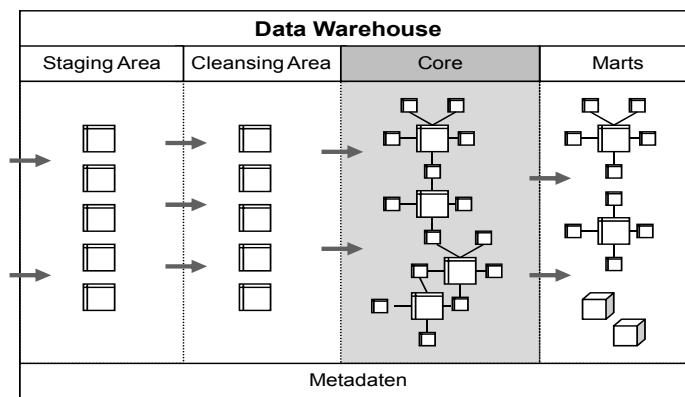 Data Warehouse
Staging Area Cleansing Area Core Marts
Metadaten